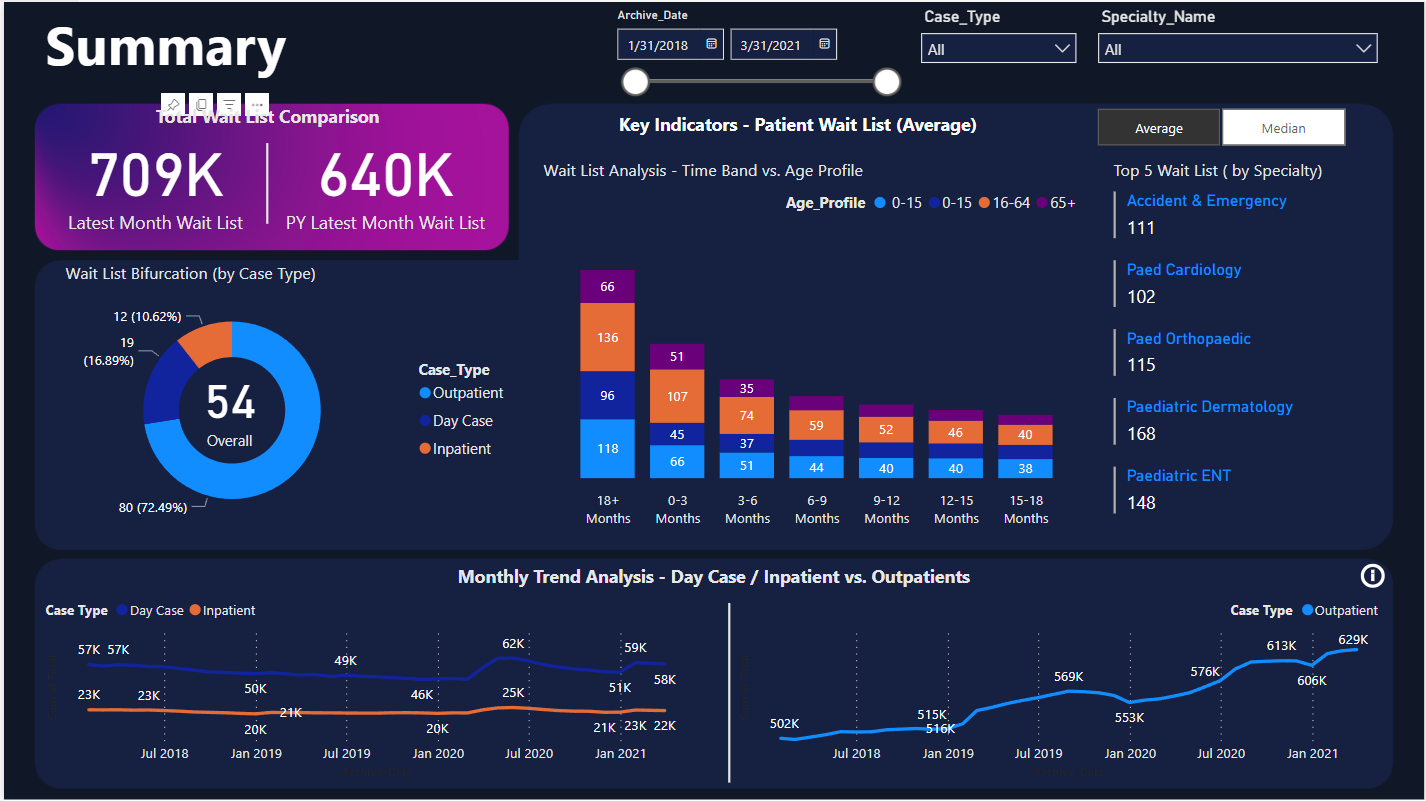 Summary
Archive_Date
1/31/2018
3/31/2021
Case_Type
All
Specialty_Name
All
Total Wait List Comparison
709K
Latest Month Wait List
640K
PY Latest Month Wait List
Key Indicators - Patient Wait List (Average)
Average
Median
Wait List Bifurcation (by Case Type)
12 (10.62%)
19
(16.89%)
54
Overall
80 (72.49%)
Case_Type
Outpatient
Day Case
Inpatient
Wait List Analysis - Time Band vs. Age Profile
Age_Profile 0-15 0-15 16-64 65+
66
136
96
118
51
107
45
66
35
74
37
51
59
44
52
40
46
40
40
38
18+
Months
0-3
Months
3-6
Months
6-9
Months
9-12
Months
12-15
Months
15-18
Months
Top 5 Wait List ( by Specialty)
Accident & Emergency
111
Paed Cardiology
102
Paed Orthopaedic
115
Paediatric Dermatology
168
Paediatric ENT
148
Monthly Trend Analysis - Day Case / Inpatient vs. Outpatients
Case Type Day Case Inpatient
57K 57K
50K
49K
46K
62K
51K
59K
58K
23K
23K
20K
21K
20K
25K
21K
23K
22K
Jul 2018
Jan 2019
Jul 2019
Jan 2020
Jul 2020
Jan 2021
Case Type Outpatient
502K
515K
516K
569K
553K
576K
613K
606K
629K
Jul 2018
Jan 2019
Jul 2019
Jan 2020
Jul 2020
Jan 2021